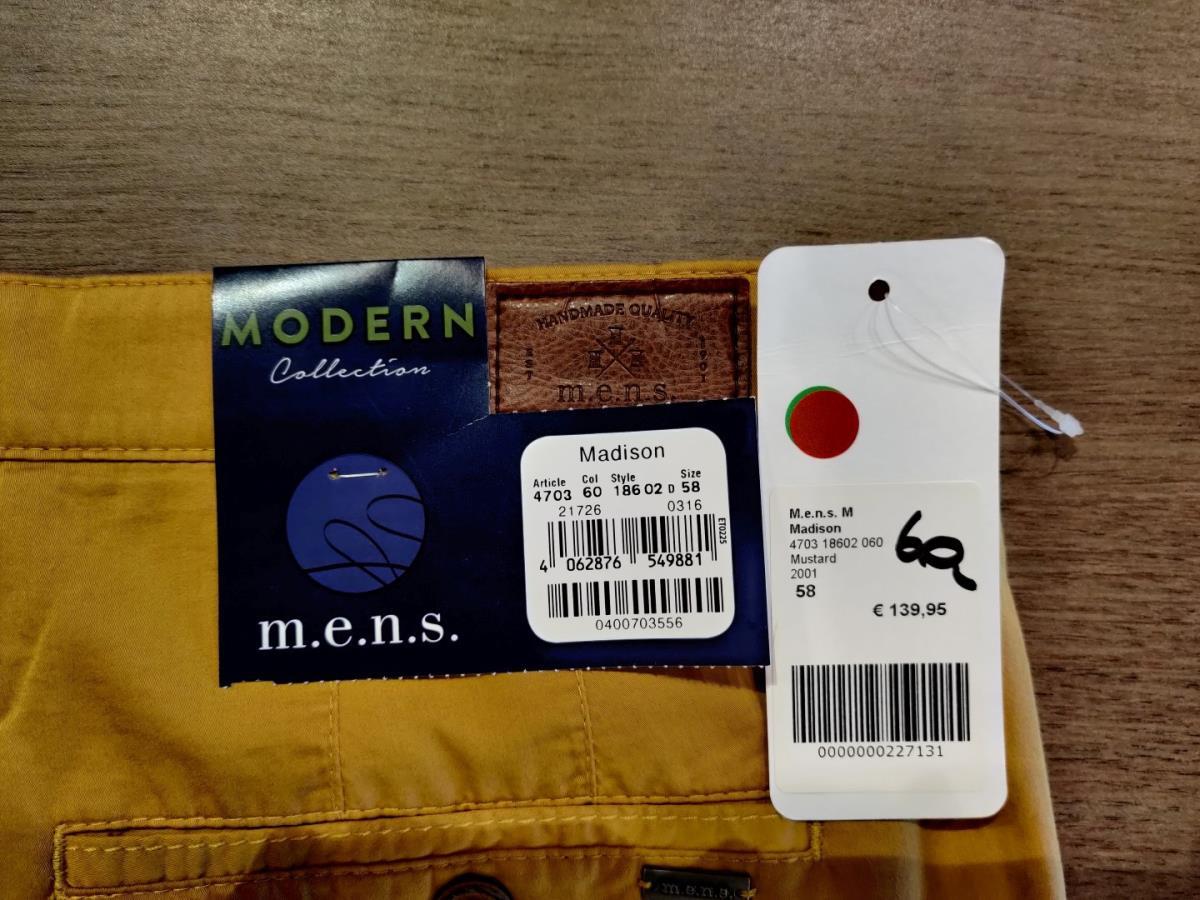 MODERN
Collection
m.e.n.s.
HANDMADE QUALITY
EST
m.e.n.s.
Madison
Article Col Style Size
4703 60 186 02 D 58
21726 0316
ET0225
4 062876 549881
0400703556
M.e.n.s. M
Madison
4703 18602 060
Mustard
2001
58
60
€ 139,95
0000000227131
m.e.n.s.